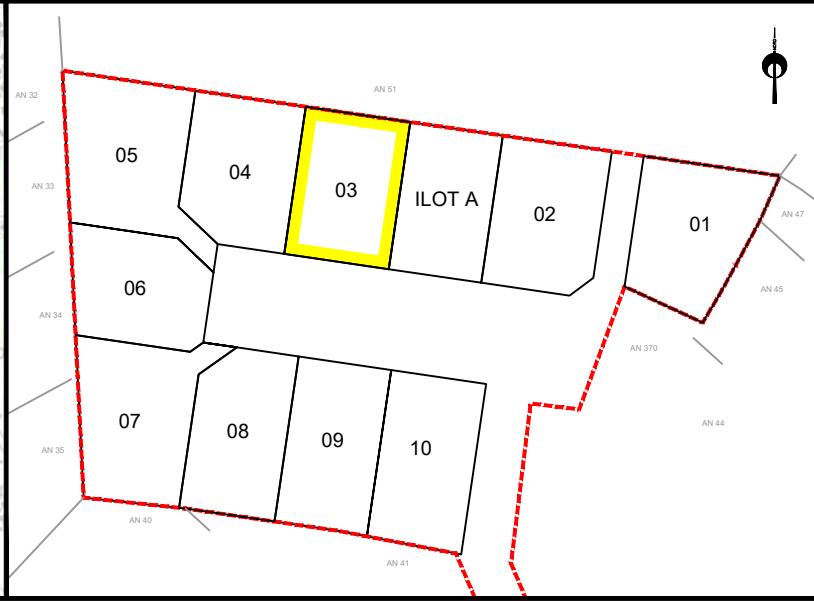 NORD
AN 51
AN 32
05
04
03
ILOT A
02
01
AN 33
AN 47
AN 45
06
AN 34
AN 370
07
08
09
10
AN 44
AN 35
AN 40
AN 41